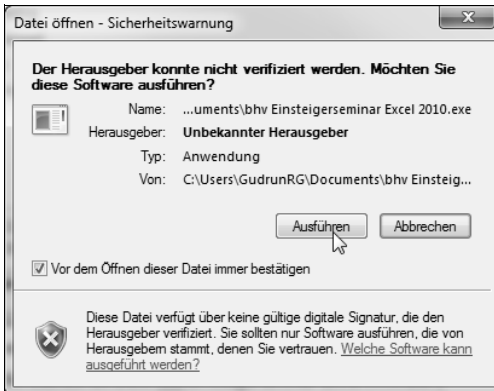 Datei öffnen - Sicherheitswarnung
Der Herausgeber konnte nicht verifiziert werden. Möchten Sie
diese Software ausführen?
Name: ...uments\bhv Einsteigerseminar Excel 2010.exe
Herausgeber: Unbekannter Herausgeber
Typ: Anwendung
Von: C:\Users\GudrunRG\Documents\bhv Einsteig...
Ausführen Abbrechen
Vor dem Öffnen dieser Datei immer bestätigen
Diese Datei verfügt über keine gültige digitale Signatur, die den
Herausgeber verifiziert. Sie sollten nur Software ausführen, die von
Herausgebern stammt, denen Sie vertrauen. Welche Software kann
ausgeführt werden?